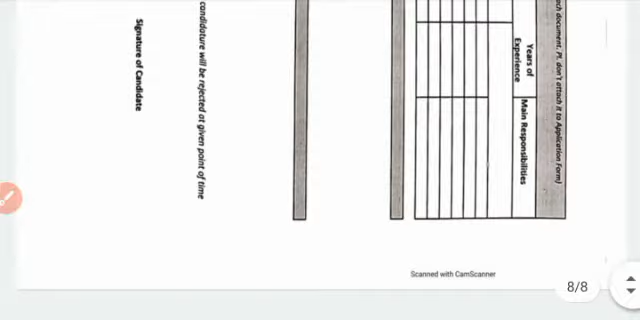 ch document. Pl. don't attach it to Application Form)
Years of
Experience
Main Responsibilities
candidature will be rejected at given point of time
Signature of Candidate
Scanned with CamScanner
8/8